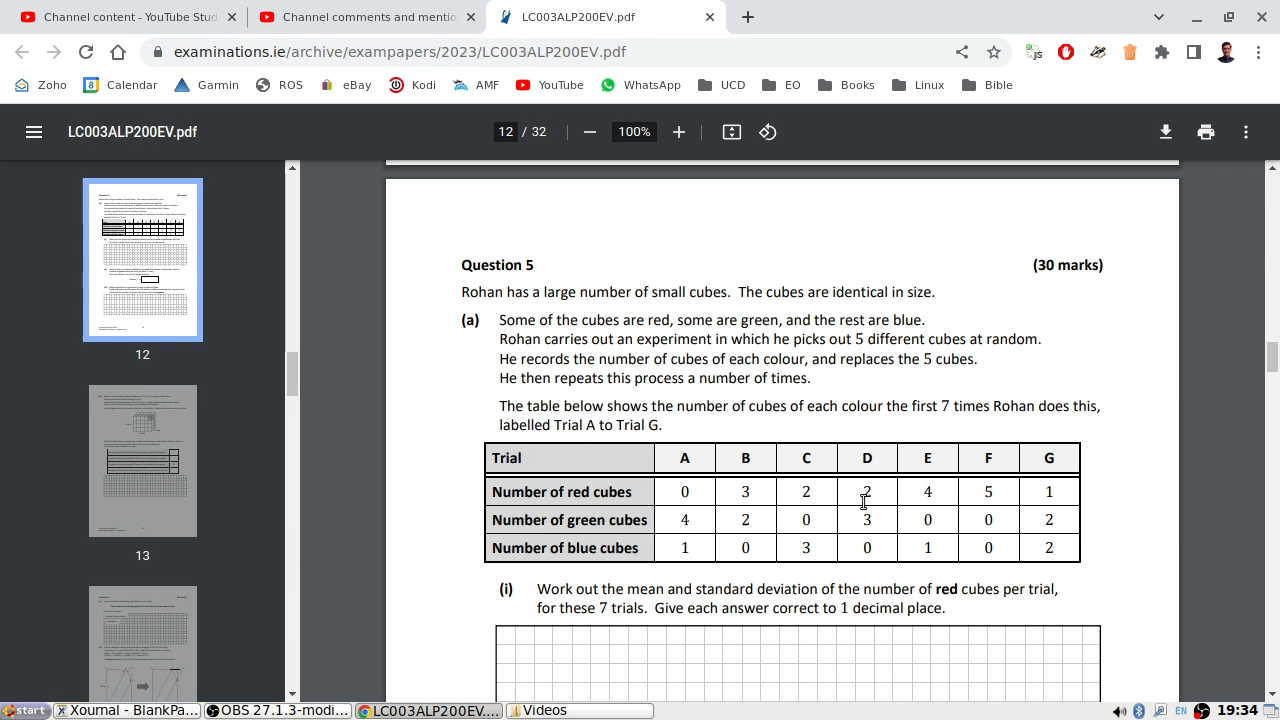 Channel content - YouTube Stud
Channel comments and mentio
LC003ALP200EV.pdf
examinations.ie/archive/exampapers/2023/LC003ALP200EV.pdf
Zoho Calendar Garmin ROS eBay Kodi AMF YouTube WhatsApp UCD EO Books Linux Bible
LC003ALP200EV.pdf 12 / 32 100%
12
13
Question 5 (30 marks)
Rohan has a large number of small cubes. The cubes are identical in size.
(a) Some of the cubes are red, some are green, and the rest are blue.
Rohan carries out an experiment in which he picks out 5 different cubes at random.
He records the number of cubes of each colour, and replaces the 5 cubes.
He then repeats this process a number of times.
The table below shows the number of cubes of each colour the first 7 times Rohan does this,
labelled Trial A to Trial G.
Trial A B C D E F G
Number of red cubes 0 3 2 2 4 5 1
Number of green cubes 4 2 0 3 0 0 2
Number of blue cubes 1 0 3 0 1 0 2
(i) Work out the mean and standard deviation of the number of red cubes per trial,
for these 7 trials. Give each answer correct to 1 decimal place.
start Xournal - BlankPa... OBS 27.1.3-modi... LC003ALP200EV.... Videos EN 19:34